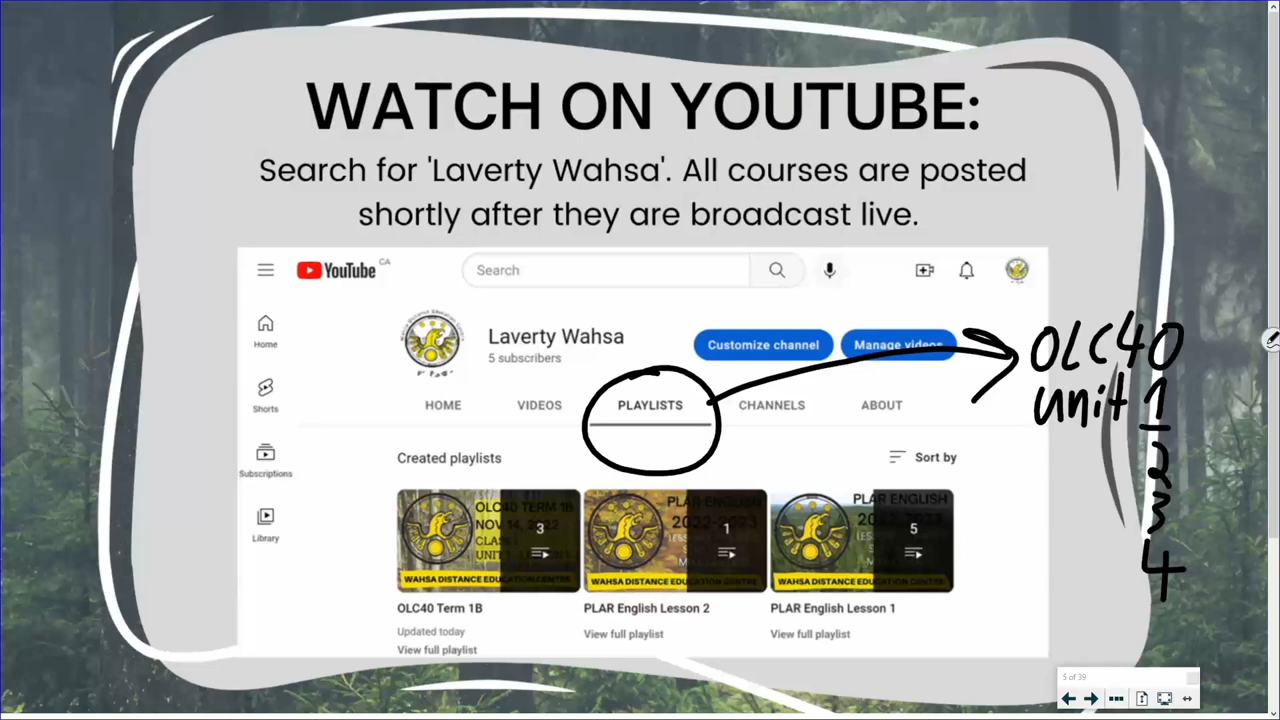 WATCH ON YOUTUBE:
Search for 'Laverty Wahsa'. All courses are posted
shortly after they are broadcast live.
YouTube CA
Search
Home
Shorts
Subscriptions
Library
Laverty Wahsa
5 subscribers
Customize channel
Manage videos
HOME VIDEOS PLAYLISTS CHANNELS ABOUT
Created playlists
Sort by
OLC40 TERM 1B
NOV 14, 2022
CLASS
3
WAHSA DISTANCE EDUCATION CENTRE
OLC40 Term 1B
Updated today
View full playlist
PLAR ENGLISH
2022-2023
1
WAHSA DISTANCE EDUCATION CENTRE
PLAR English Lesson 2
View full playlist
PLAR ENGLISH
5
WAHSA DISTANCE EDUCATION CENTRE
PLAR English Lesson 1
View full playlist
OLC40
unit 1
2
3
4
5 of 39